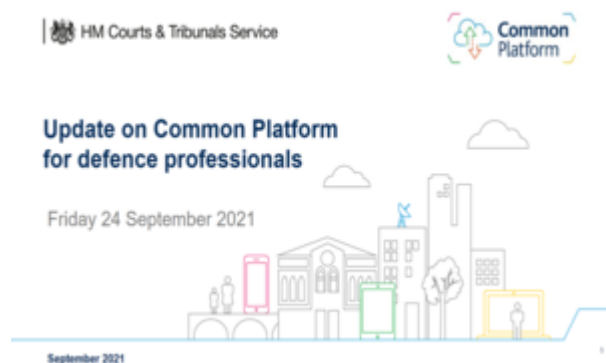 HM Courts & Tribunals Service
Common
Platform
Update on Common Platform
for defence professionals
Friday 24 September 2021
September 2021